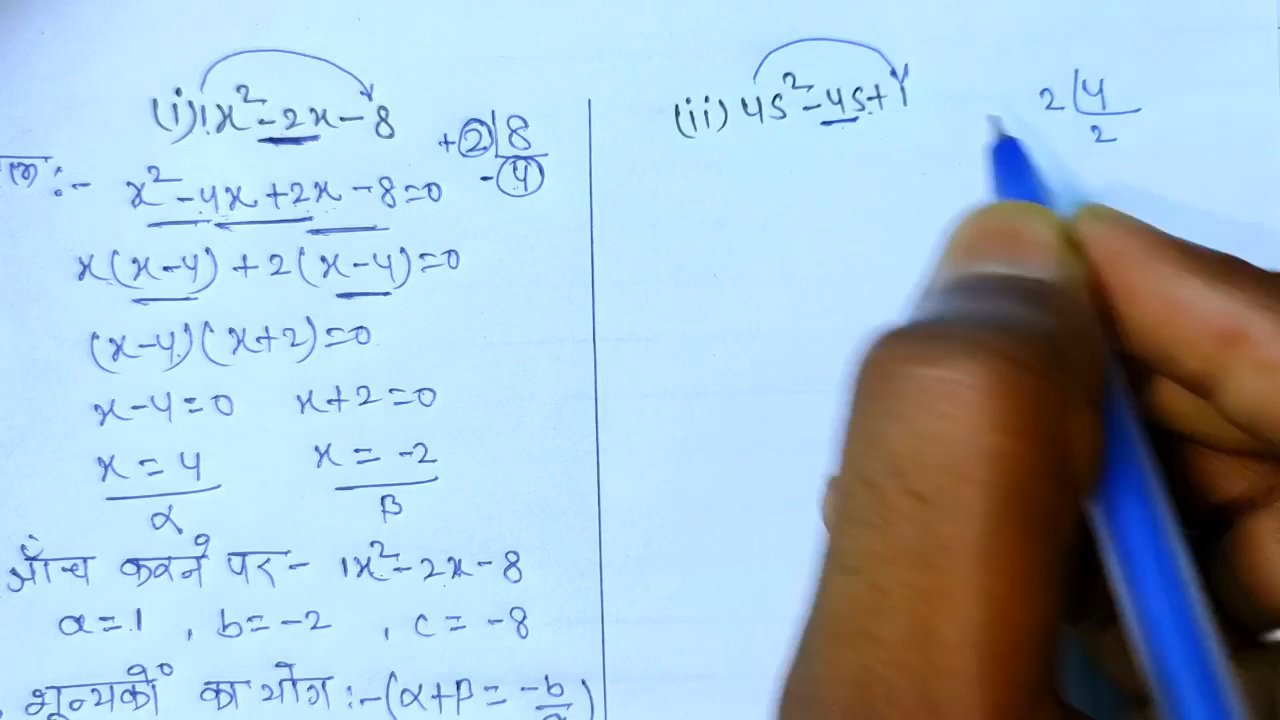 (i) 1x² - 2x - 8
+2 | 8
-4
:- x² - 4x + 2x - 8 = 0
x(x-4) + 2(x-4) = 0
(x-4)(x+2) = 0
x-4=0 x+2=0
x = 4 x = -2
α β
जाँच करने पर - 1x² - 2x - 8
a = 1 , b = -2 , c = -8
शून्यकों का योग :- (α+β = -b/a)
(ii) 4s² - 4s + 1
2 | 4
2